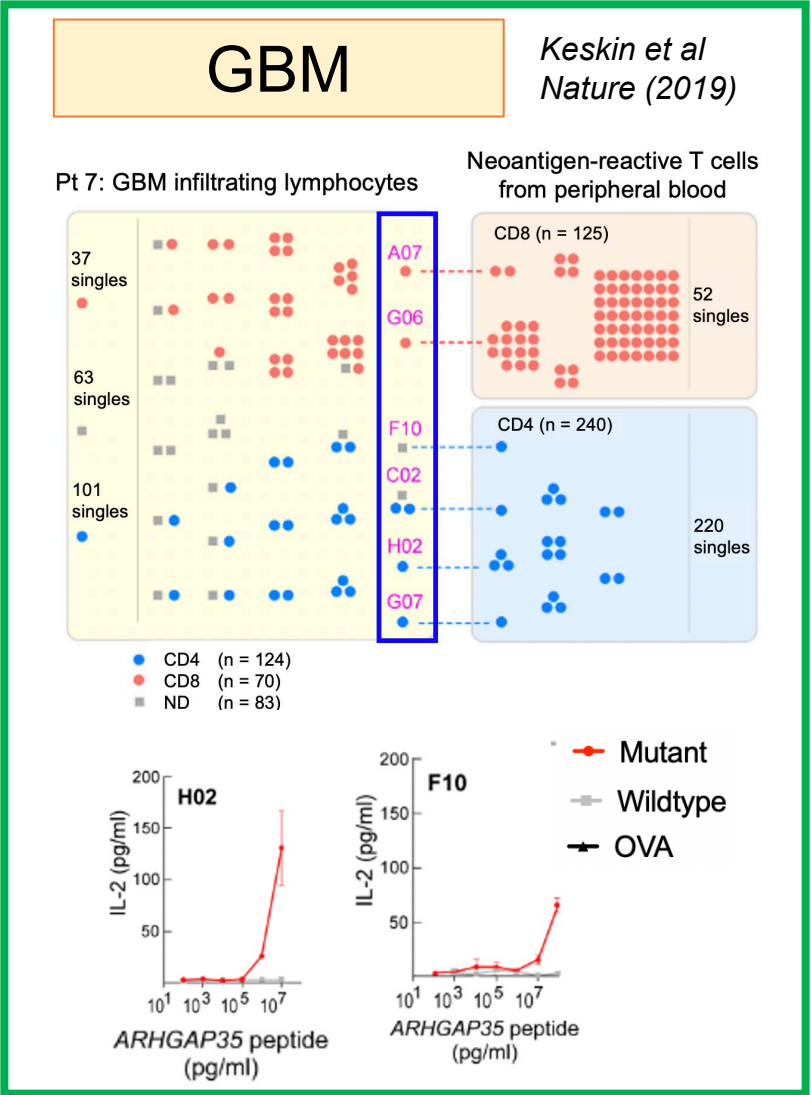 GBM
Keskin et al
Nature (2019)
Pt 7: GBM infiltrating lymphocytes
Neoantigen-reactive T cells
from peripheral blood
37
singles
63
singles
101
singles
A07
G06
F10
C02
H02
G07
CD8 (n = 125)
52
singles
CD4 (n = 240)
220
singles
CD4 (n = 124)
CD8 (n = 70)
ND (n = 83)
H02
IL-2 (pg/ml)
200
150
100
50
10¹ 10³ 10⁵ 10⁷
ARHGAP35 peptide
(pg/ml)
F10
IL-2 (pg/ml)
200
150
100
50
10¹ 10³ 10⁵ 10⁷
ARHGAP35 peptide
(pg/ml)
Mutant
Wildtype
OVA